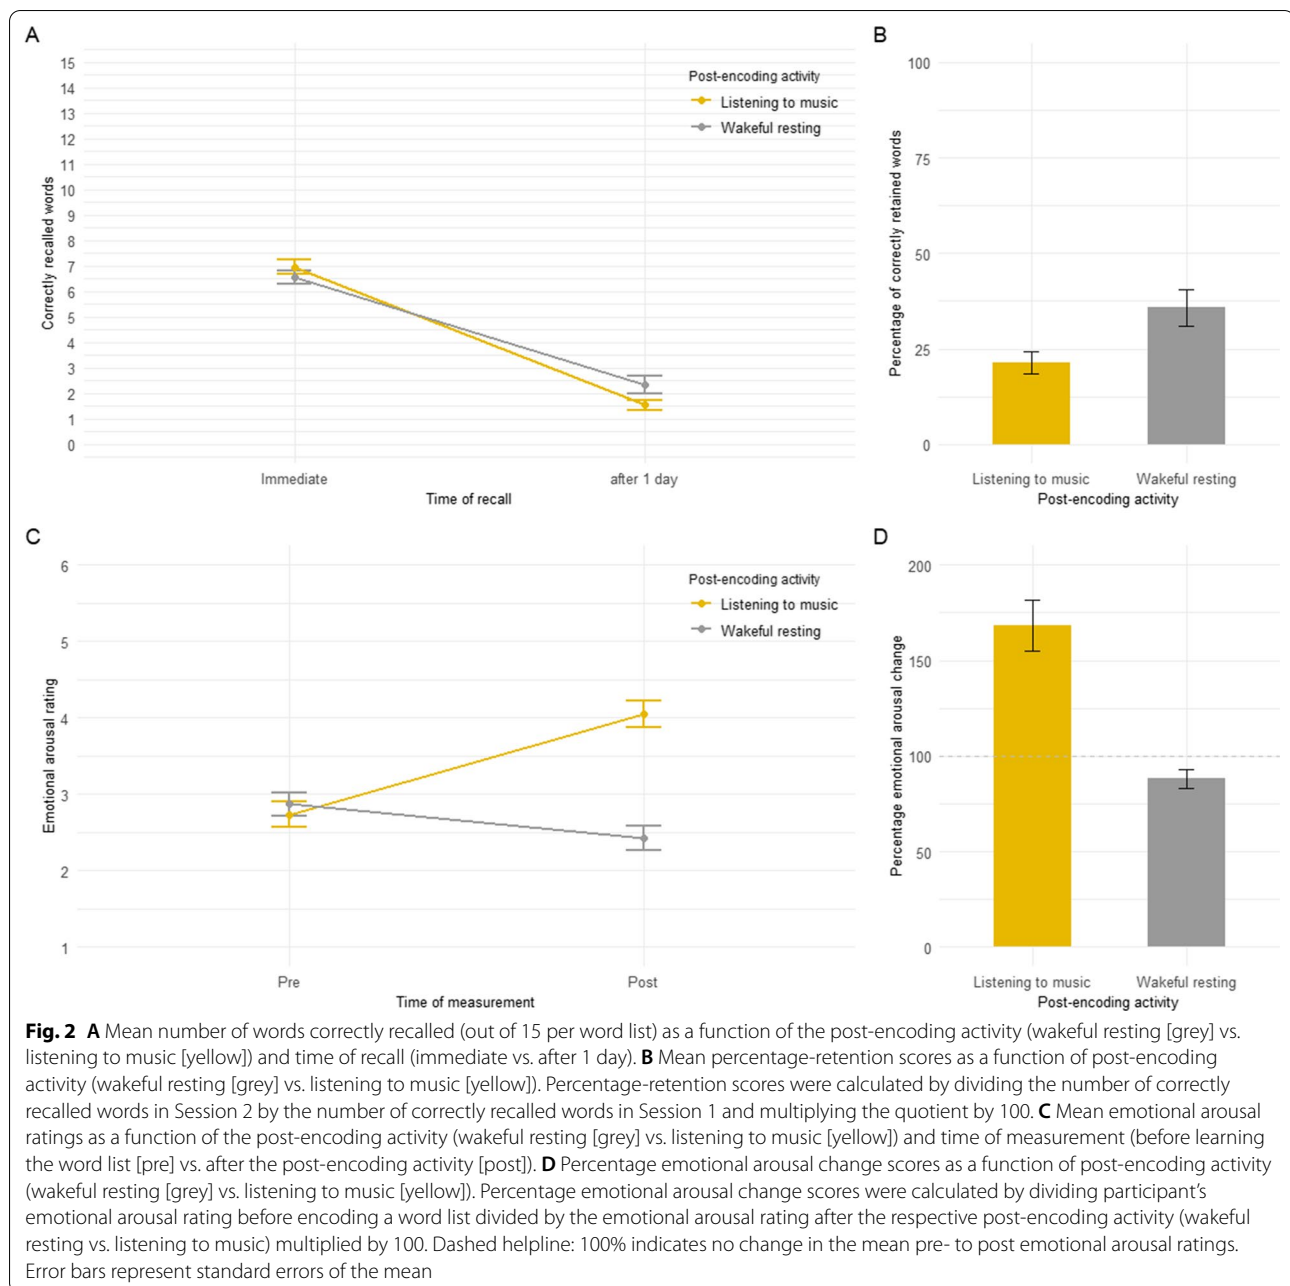 A
15
14
13
12
11
10
9
8
7
6
5
4
3
2
1
0
Correctly recalled words
Post-encoding activity
Listening to music
Wakeful resting
Immediate
after 1 day
Time of recall
B
100
75
50
25
0
Percentage of correctly retained words
Listening to music
Wakeful resting
Post-encoding activity
C
6
5
4
3
2
1
Emotional arousal rating
Post-encoding activity
Listening to music
Wakeful resting
Pre
Post
Time of measurement
D
200
150
100
50
0
Percentage emotional arousal change
Listening to music
Wakeful resting
Post-encoding activity
Fig. 2 A Mean number of words correctly recalled (out of 15 per word list) as a function of the post-encoding activity (wakeful resting [grey] vs.
listening to music [yellow]) and time of recall (immediate vs. after 1 day). B Mean percentage-retention scores as a function of post-encoding
activity (wakeful resting [grey] vs. listening to music [yellow]). Percentage-retention scores were calculated by dividing the number of correctly
recalled words in Session 2 by the number of correctly recalled words in Session 1 and multiplying the quotient by 100. C Mean emotional arousal
ratings as a function of the post-encoding activity (wakeful resting [grey] vs. listening to music [yellow]) and time of measurement (before learning
the word list [pre] vs. after the post-encoding activity [post]). D Percentage emotional arousal change scores as a function of post-encoding activity
(wakeful resting [grey] vs. listening to music [yellow]). Percentage emotional arousal change scores were calculated by dividing participant's
emotional arousal rating before encoding a word list divided by the emotional arousal rating after the respective post-encoding activity (wakeful
resting vs. listening to music) multiplied by 100. Dashed helpline: 100% indicates no change in the mean pre- to post emotional arousal ratings.
Error bars represent standard errors of the mean